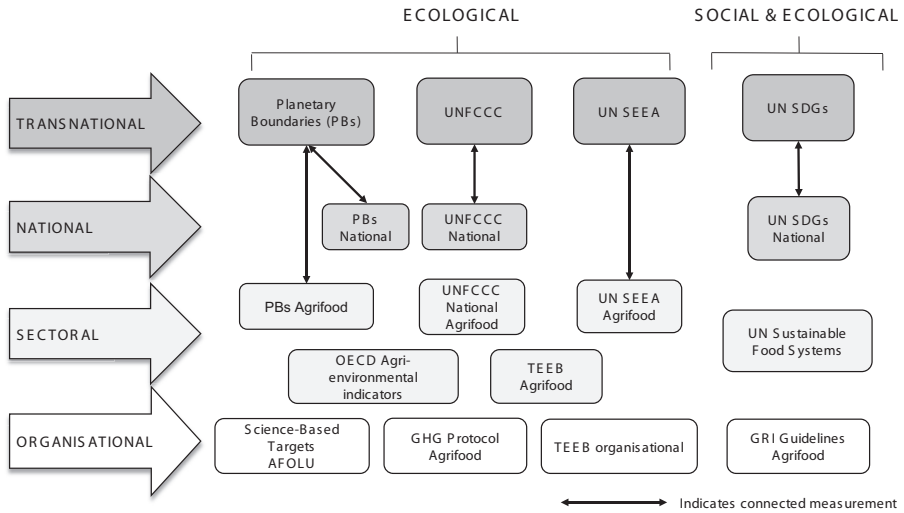 ECOLOGICAL
SOCIAL & ECOLOGICAL
TRANSNATIONAL
Planetary
Boundaries (PBs)
UNFCCC
UN SEEA
UN SDGs
NATIONAL
PBs
National
UNFCCC
National
UN SDGs
National
SECTORAL
PBs Agrifood
UNFCCC
National
Agrifood
UN SEEA
Agrifood
UN Sustainable
Food Systems
OECD Agri-
environmental
indicators
TEEB
Agrifood
ORGANISATIONAL
Science-Based
Targets
AFOLU
GHG Protocol
Agrifood
TEEB organisational
GRI Guidelines
Agrifood
Indicates connected measurement